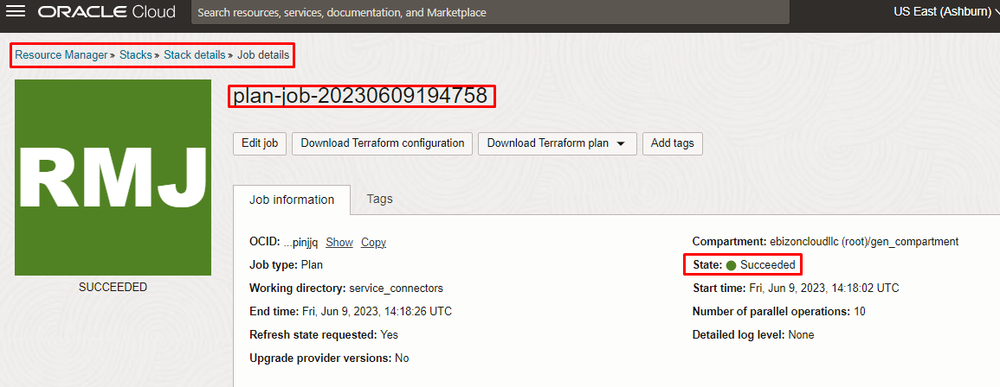 ORACLE Cloud
Search resources, services, documentation, and Marketplace
US East (Ashburn)
Resource Manager » Stacks » Stack details » Job details
RMJ
SUCCEEDED
plan-job-20230609194758
Edit job
Download Terraform configuration
Download Terraform plan
Add tags
Job information
Tags
OCID: ...pinjjq Show Copy
Job type: Plan
Working directory: service_connectors
End time: Fri, Jun 9, 2023, 14:18:26 UTC
Refresh state requested: Yes
Upgrade provider versions: No
Compartment: ebizoncloudllc (root)/gen_compartment
State: Succeeded
Start time: Fri, Jun 9, 2023, 14:18:02 UTC
Number of parallel operations: 10
Detailed log level: None